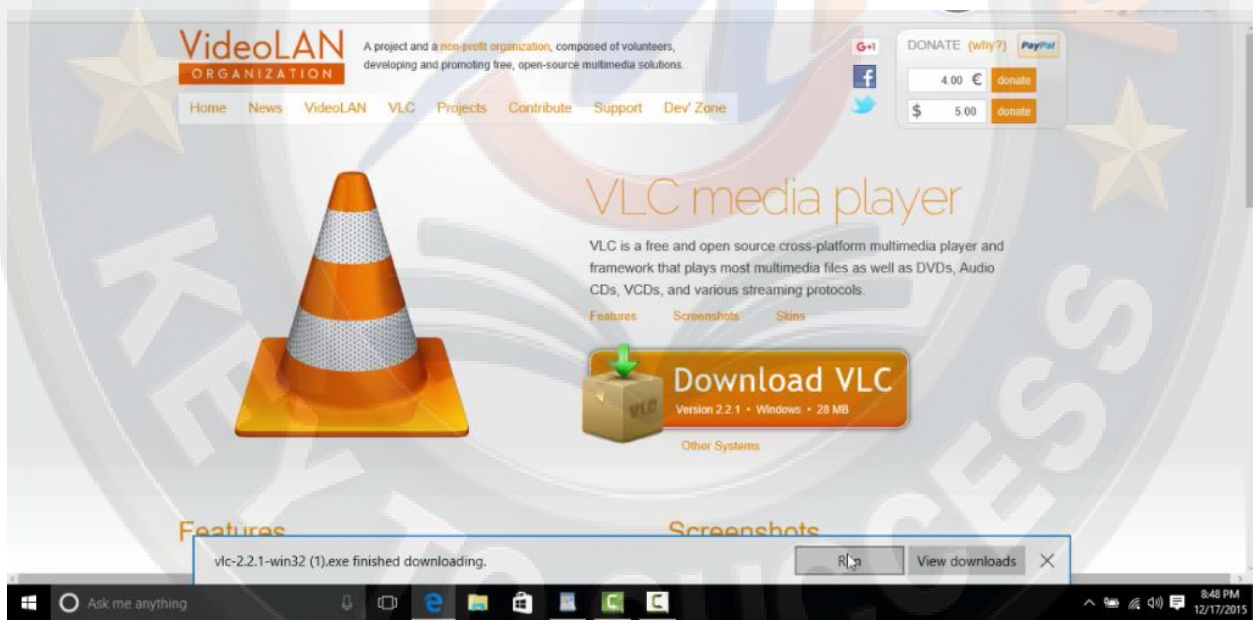 VideoLAN
ORGANIZATION
A project and a non-profit organization, composed of volunteers,
developing and promoting free, open-source multimedia solutions.
G+1
DONATE (why?) PayPal
4.00 € donate
$ 5.00 donate
Home News VideoLAN VLC Projects Contribute Support Dev' Zone
VLC media player
VLC is a free and open source cross-platform multimedia player and
framework that plays most multimedia files as well as DVDs, Audio
CDs, VCDs, and various streaming protocols.
Features Screenshots Skins
VLC
Download VLC
Version 2.2.1 • Windows • 28 MB
Other Systems
Features Screenshots
vlc-2.2.1-win32 (1).exe finished downloading. Run View downloads
Ask me anything
8:48 PM
12/17/2015
KEY TO SUCCESS